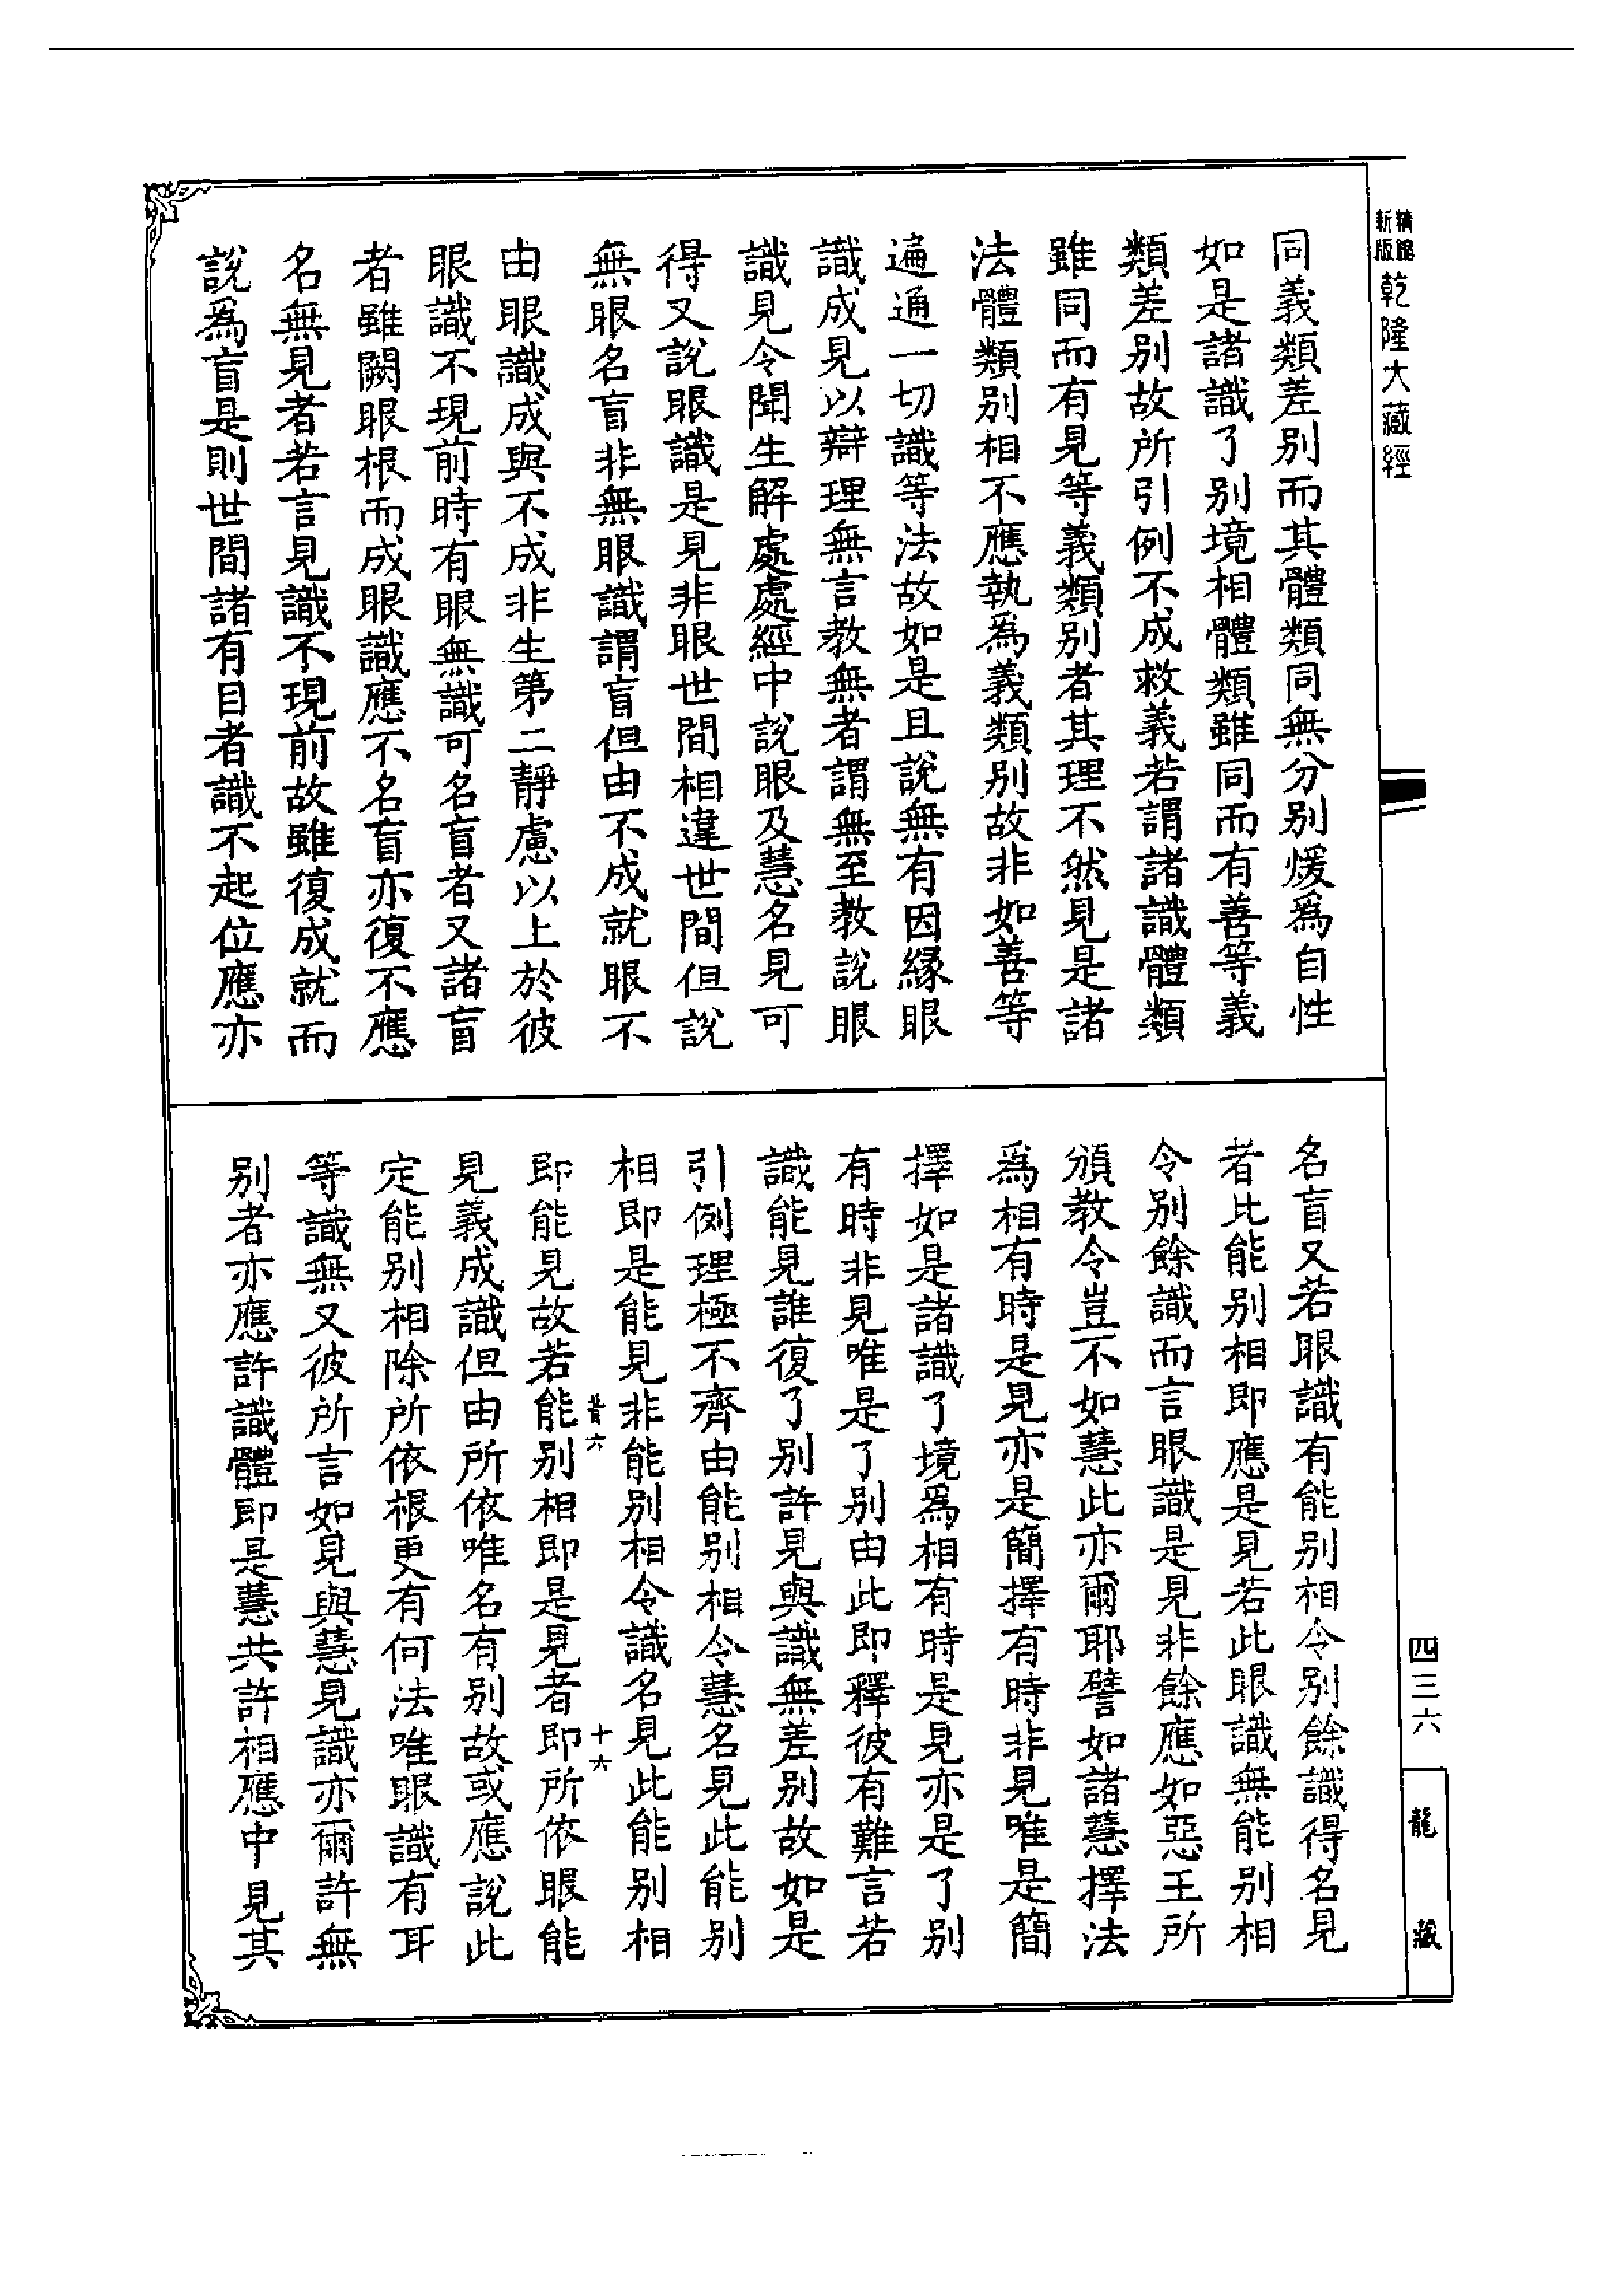 精縮新版乾隆大藏經
同義類差別而其體類同無分別煖為自性
如是諸識了別境相體類雖同而有善等義
類差別故所引例不成救義若謂諸識體類
雖同而有見等義類別者其理不然見是諸
法體類別相不應執為義類別故非如善等
遍通一切識等法故如是且說無有因緣眼
識成見以辯理無言教無者謂無至教說眼
識見令聞生解處處經中說眼及慧名見可
得又說眼識是見非眼世間相違世間但說
無眼名盲非無眼識謂盲但由不成就眼不
由眼識成與不成非生第二靜慮以上於彼
眼識不現前時有眼無識可名盲者又諸盲
者雖闕眼根而成眼識應不名盲亦復不應
名無見者若言見識不現前故雖復成就而
說為盲是則世間諸有目者識不起位應亦
名盲又若眼識有能別相令別餘識得名見
者比能別相即應是見若此眼識無能別相
令別餘識而言眼識是見非餘應如惡王所
頒教令豈不如慧此亦爾耶譬如諸慧擇法
為相有時是見亦是簡擇有時非見唯是簡
擇如是諸識了境為相有時是見亦是了別
有時非見唯是了別由此即釋彼有難言若
識能見誰復了別許見與識無差別故如是
引例理極不齊由能別相令慧名見此能別
相即是能見非能別相令識名見此能別相
十六
即能見故若能別相即是見者即所依眼能
見義成識但由所依唯名有別故或應說此
定能別相除所依根更有何法唯眼識有耳
等識無又彼所言如見與慧見識亦爾許無
別者亦應許識體即是慧共許相應中見其
四三六
龍藏